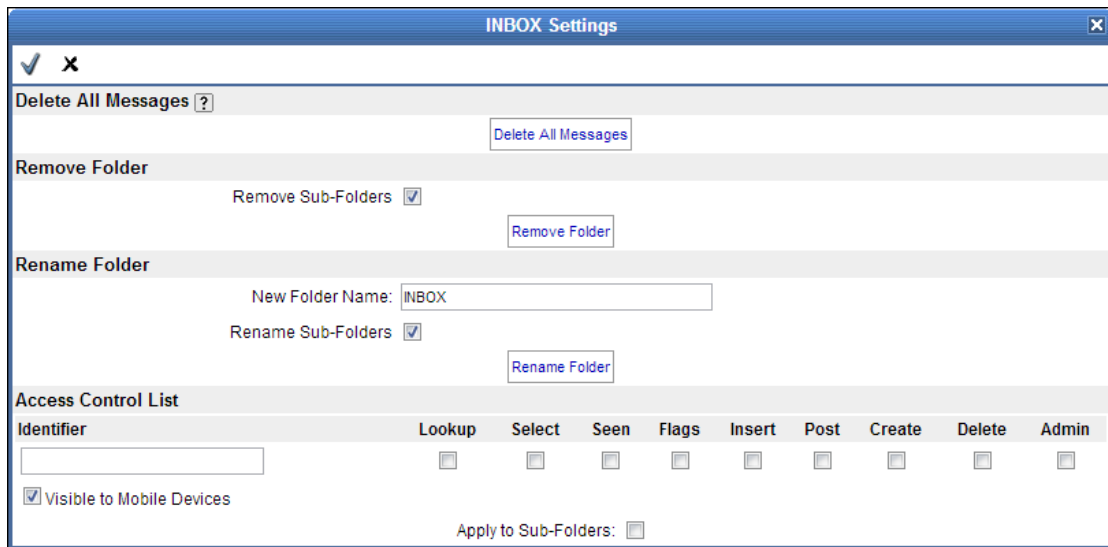 INBOX Settings
Delete All Messages ?
Delete All Messages
Remove Folder
Remove Sub-Folders
Remove Folder
Rename Folder
New Folder Name: INBOX
Rename Sub-Folders
Rename Folder
Access Control List
Identifier Lookup Select Seen Flags Insert Post Create Delete Admin
Visible to Mobile Devices
Apply to Sub-Folders: